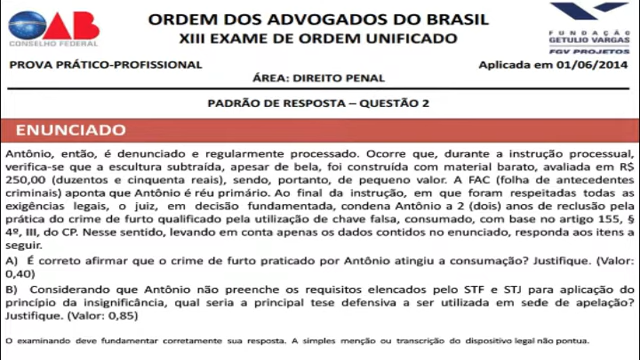 OAB
CONSELHO FEDERAL
ORDEM DOS ADVOGADOS DO BRASIL
XIII EXAME DE ORDEM UNIFICADO
FUNDAÇÃO
GETULIO VARGAS
FGV PROJETOS
PROVA PRÁTICO-PROFISSIONAL
Aplicada em 01/06/2014
ÁREA: DIREITO PENAL
PADRÃO DE RESPOSTA – QUESTÃO 2
ENUNCIADO
Antônio, então, é denunciado e regularmente processado. Ocorre que, durante a instrução processual,
verifica-se que a escultura subtraída, apesar de bela, foi construída com material barato, avaliada em R$
250,00 (duzentos e cinquenta reais), sendo, portanto, de pequeno valor. A FAC (folha de antecedentes
criminais) aponta que Antônio é réu primário. Ao final da instrução, em que foram respeitadas todas as
exigências legais, o juiz, em decisão fundamentada, condena Antônio a 2 (dois) anos de reclusão pela
prática do crime de furto qualificado pela utilização de chave falsa, consumado, com base no artigo 155, §
4º, III, do CP. Nesse sentido, levando em conta apenas os dados contidos no enunciado, responda aos itens a
seguir.
A) É correto afirmar que o crime de furto praticado por Antônio atingiu a consumação? Justifique. (Valor:
0,40)
B) Considerando que Antônio não preenche os requisitos elencados pelo STF e STJ para aplicação do
princípio da insignificância, qual seria a principal tese defensiva a ser utilizada em sede de apelação?
Justifique. (Valor: 0,85)
O examinando deve fundamentar corretamente sua resposta. A simples menção ou transcrição do dispositivo legal não pontua.